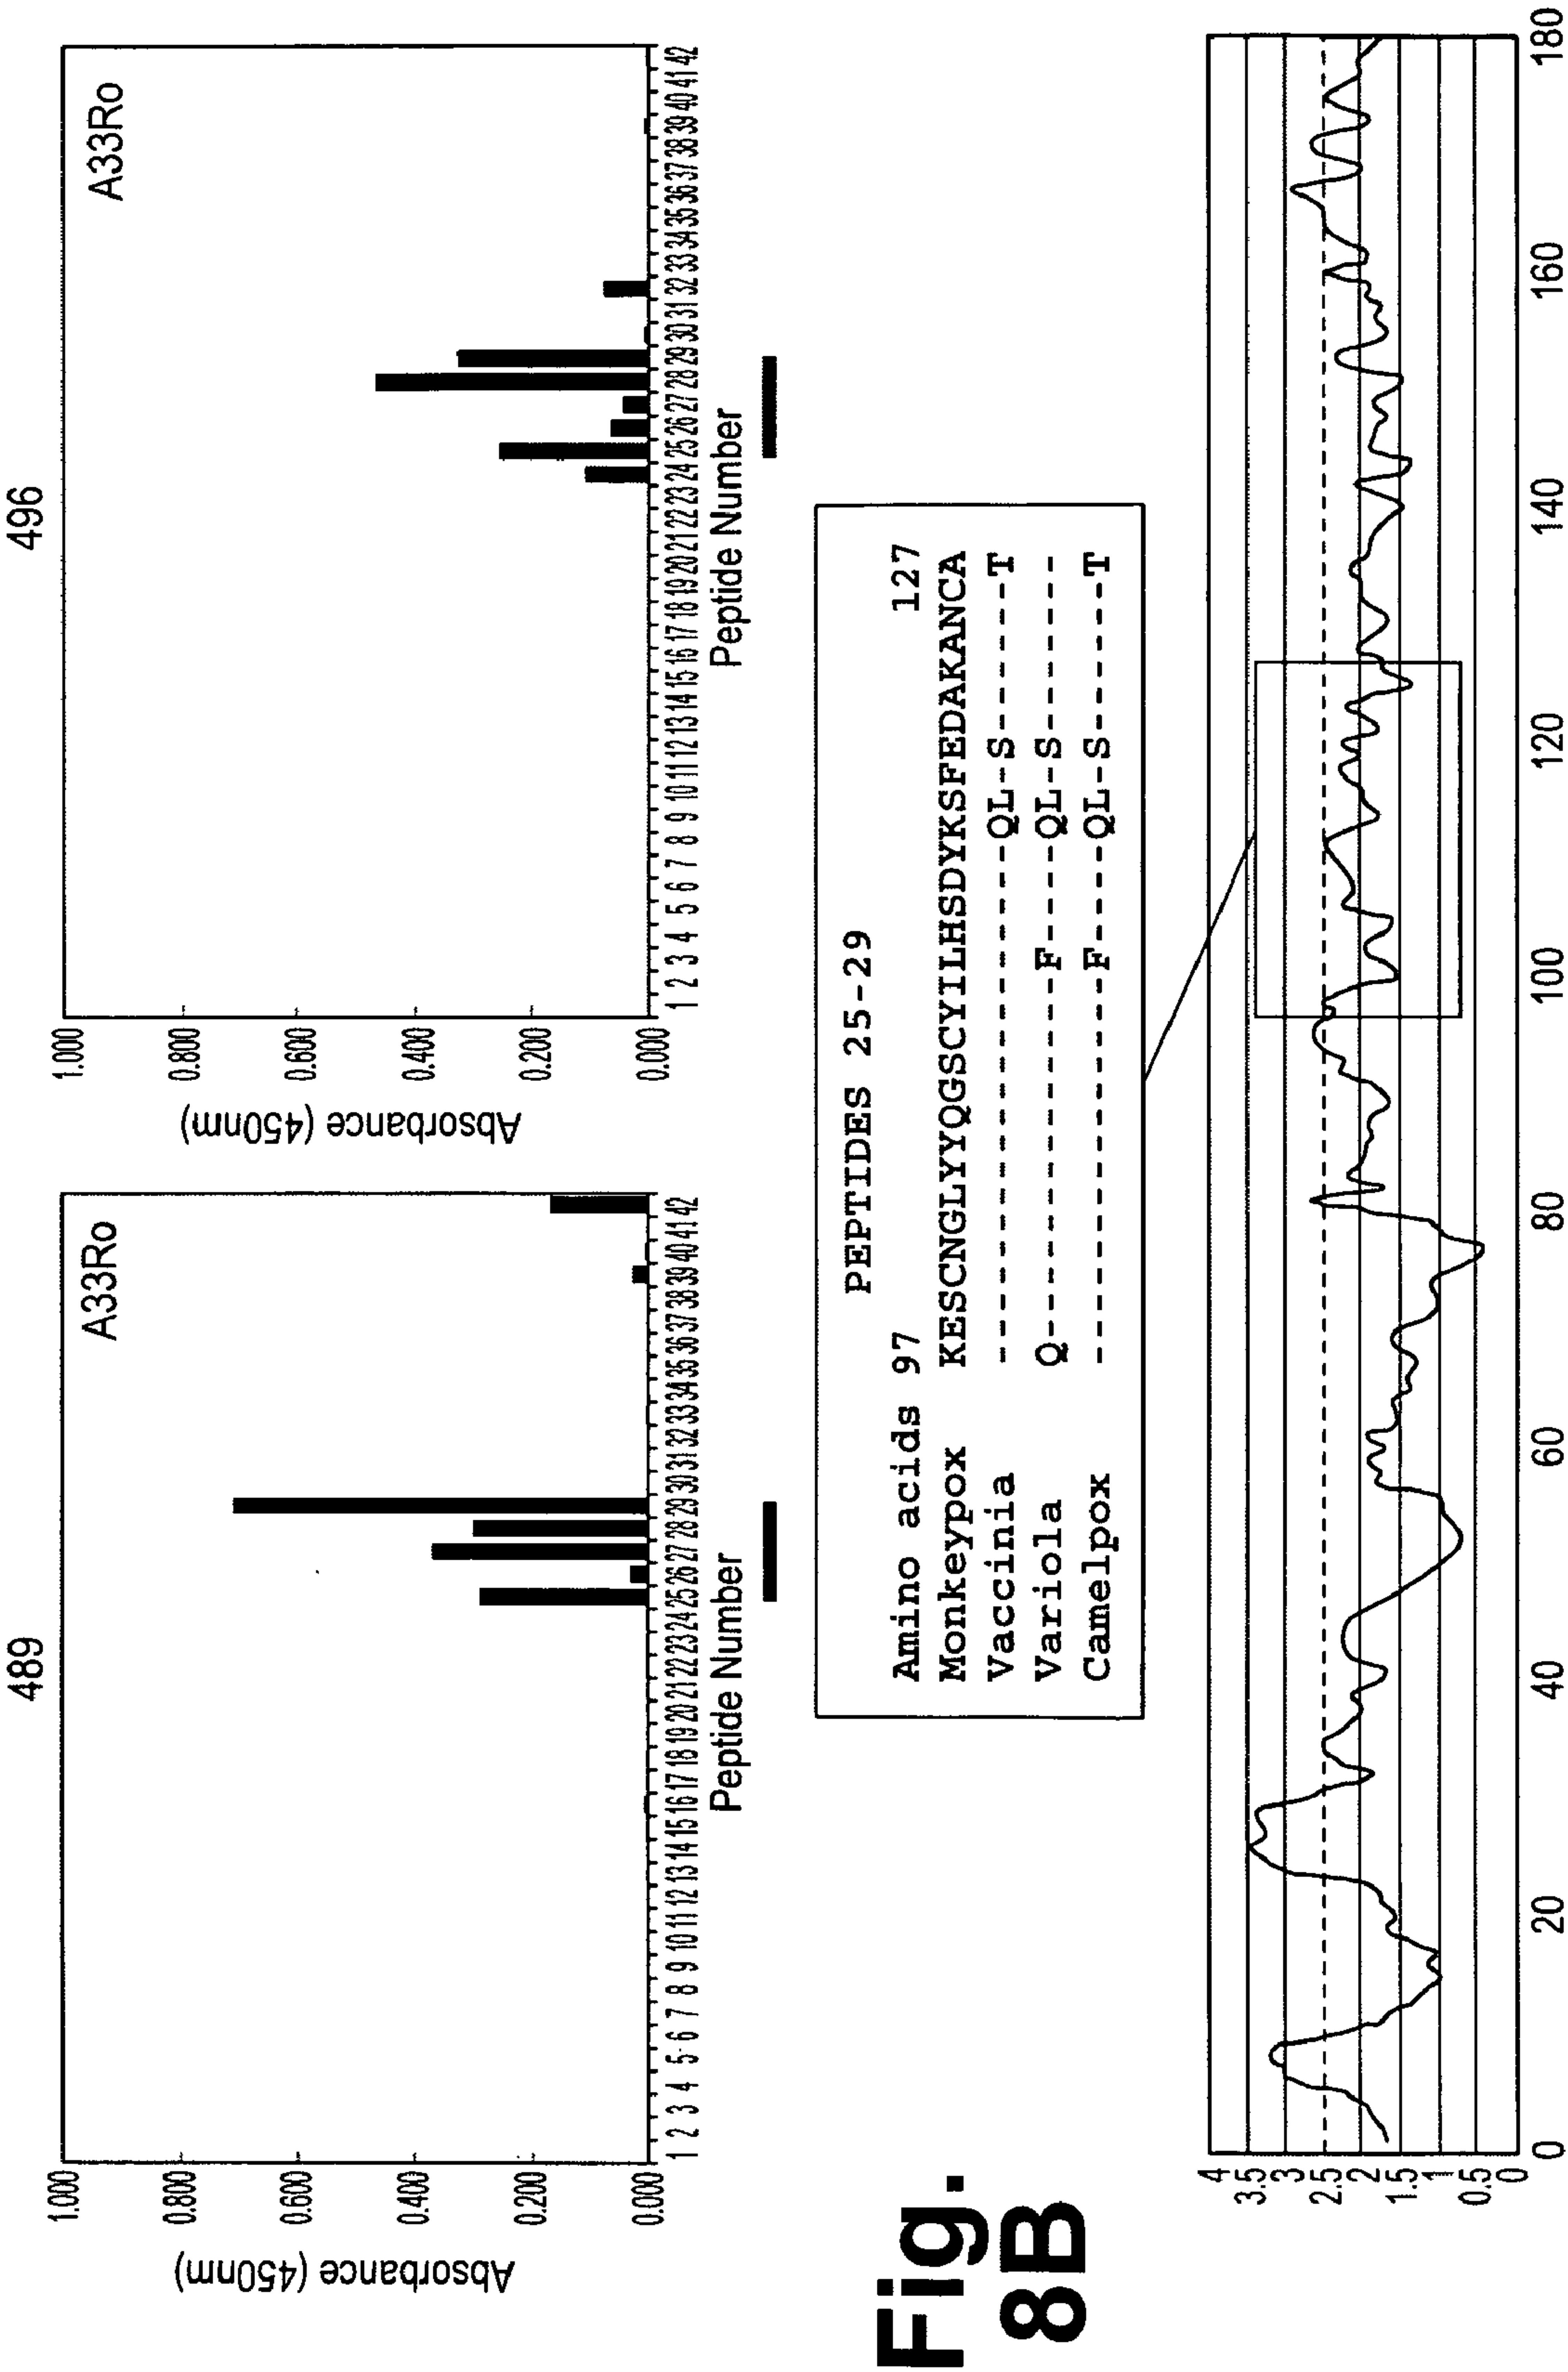 489
A33Ro
1.000
0.800
0.600
0.400
0.200
0.000
Absorbance (450nm)
1 2 3 4 5 6 7 8 9 10 11 12 13 14 15 16 17 18 19 20 21 22 23 24 25 26 27 28 29 30 31 32 33 34 35 36 37 38 39 40 41 42
Peptide Number
496
A33Ro
1.000
0.800
0.600
0.400
0.200
0.000
Absorbance (450nm)
1 2 3 4 5 6 7 8 9 10 11 12 13 14 15 16 17 18 19 20 21 22 23 24 25 26 27 28 29 30 31 32 33 34 35 36 37 38 39 40 41 42
Peptide Number
Fig.
8B
PEPTIDES 25-29
Amino acids 97 127
Monkeypox KESCNGLYYQGSCYILHSDYKSFEDAKANCA
Vaccinia --------------------QL-S------T
Variola Q--------------F----QL-S-------
Camelpox ---------------F----QL-S------T
4
3.5
3
2.5
2
1.5
1
0.5
0
0 20 40 60 80 100 120 140 160 180